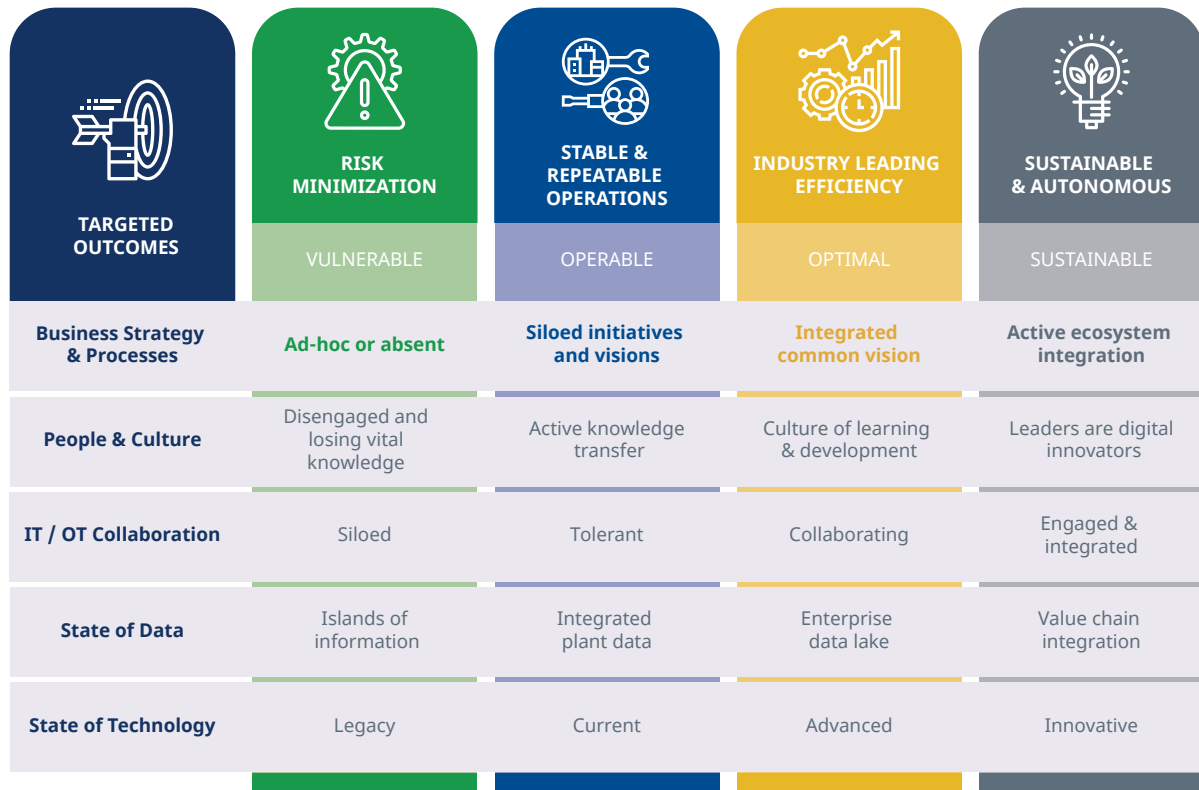 TARGETED
OUTCOMES
RISK
MINIMIZATION
STABLE &
REPEATABLE
OPERATIONS
INDUSTRY LEADING
EFFICIENCY
SUSTAINABLE
& AUTONOMOUS
VULNERABLE
OPERABLE
OPTIMAL
SUSTAINABLE
Business Strategy
& Processes
Ad-hoc or absent
Siloed initiatives
and visions
Integrated
common vision
Active ecosystem
integration
People & Culture
Disengaged and
losing vital
knowledge
Active knowledge
transfer
Culture of learning
& development
Leaders are digital
innovators
IT / OT Collaboration
Siloed
Tolerant
Collaborating
Engaged &
integrated
State of Data
Islands of
information
Integrated
plant data
Enterprise
data lake
Value chain
integration
State of Technology
Legacy
Current
Advanced
Innovative